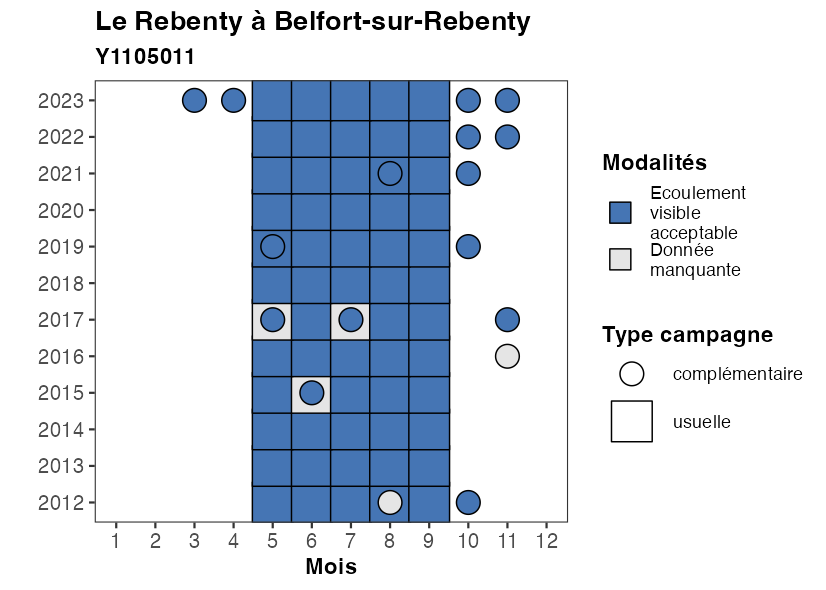 Le Rebenty à Belfort-sur-Rebenty
Y1105011
2023
2022
2021
2020
2019
2018
2017
2016
2015
2014
2013
2012
1 2 3 4 5 6 7 8 9 10 11 12
Mois
Modalités
Ecoulement
visible
acceptable
Donnée
manquante
Type campagne
complémentaire
usuelle